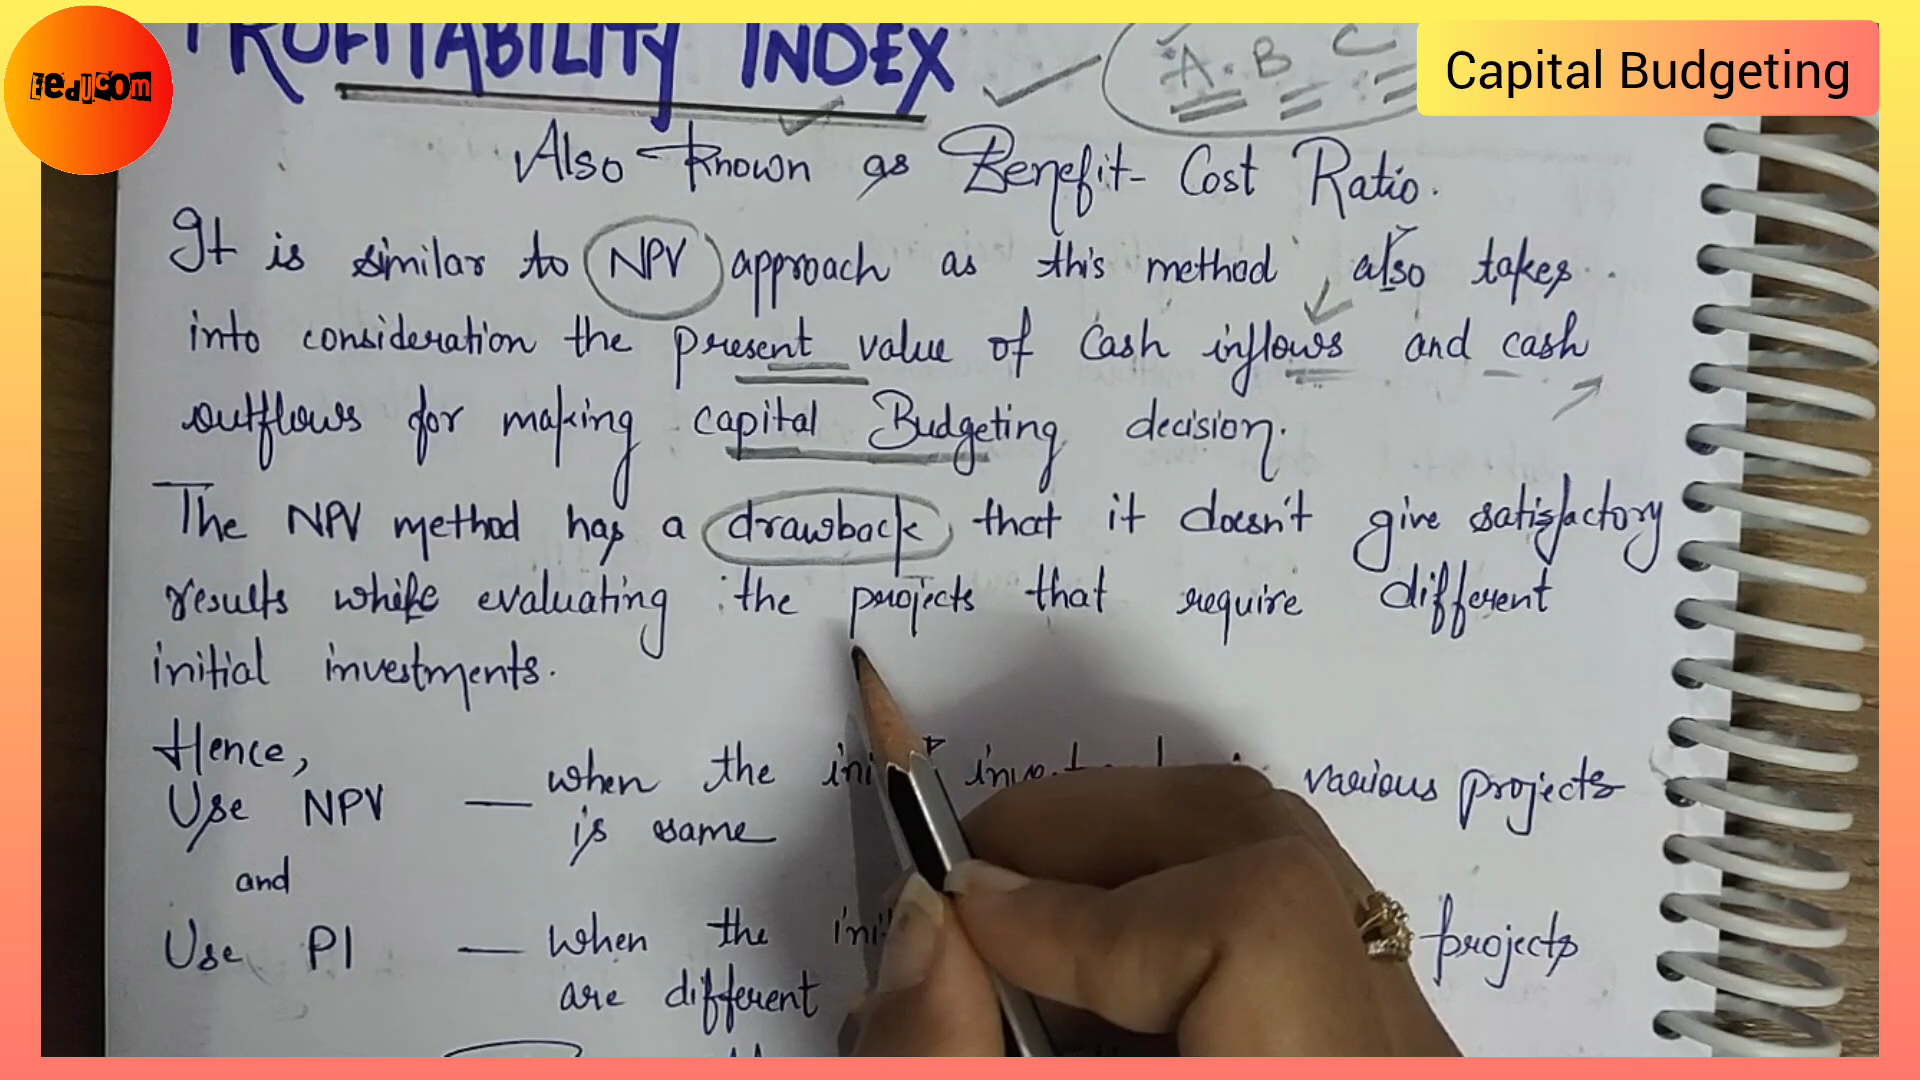 EeduCom
Capital Budgeting
PROFITABILITY INDEX
A. B C
Also Known as Benefit-Cost Ratio.
It is similar to NPV approach as this method also takes
into consideration the present value of Cash inflows and cash
outflows for making capital Budgeting decision.
The NPV method has a drawback that it doesn't give satisfactory
results while evaluating the projects that require different
initial investments.
Hence,
Use NPV — when the various projects
is same
and
Use PI — when the projects
are different